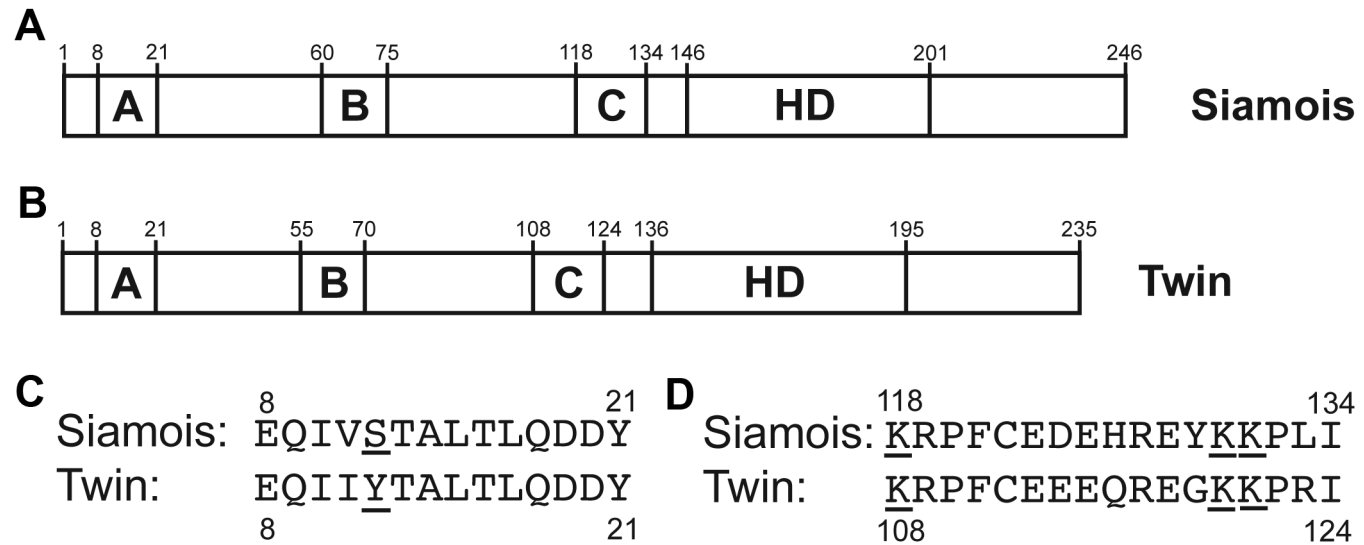 A
1 8 21 60 75 118 134 146 201 246
A B C HD Siamois
B
1 8 21 55 70 108 124 136 195 235
A B C HD Twin
C
8 21
Siamois: EQIVSTALTLQDDY
Twin: EQIIYTALTLQDDY
8 21
D
118 134
Siamois: KRPFCEDEHREYKKPLI
Twin: KRPFCEEEQREGKKPRI
108 124